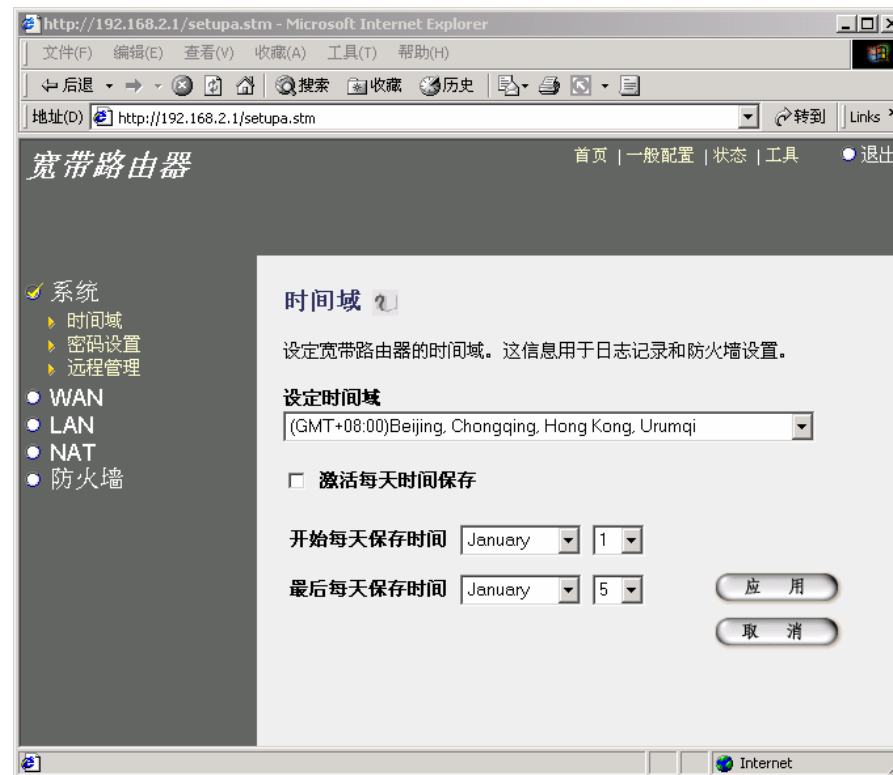 http://192.168.2.1/setupa.stm - Microsoft Internet Explorer
文件(F) 编辑(E) 查看(V) 收藏(A) 工具(T) 帮助(H)
后退 搜索 收藏 历史
地址(D) http://192.168.2.1/setupa.stm 转到 Links
宽带路由器
首页 | 一般配置 | 状态 | 工具 退出
系统
时间域
密码设置
远程管理
WAN
LAN
NAT
防火墙
时间域
设定宽带路由器的时间域。这信息用于日志记录和防火墙设置。
设定时间域
(GMT+08:00)Beijing, Chongqing, Hong Kong, Urumqi
激活每天时间保存
开始每天保存时间 January 1
最后每天保存时间 January 5
应 用
取 消
Internet